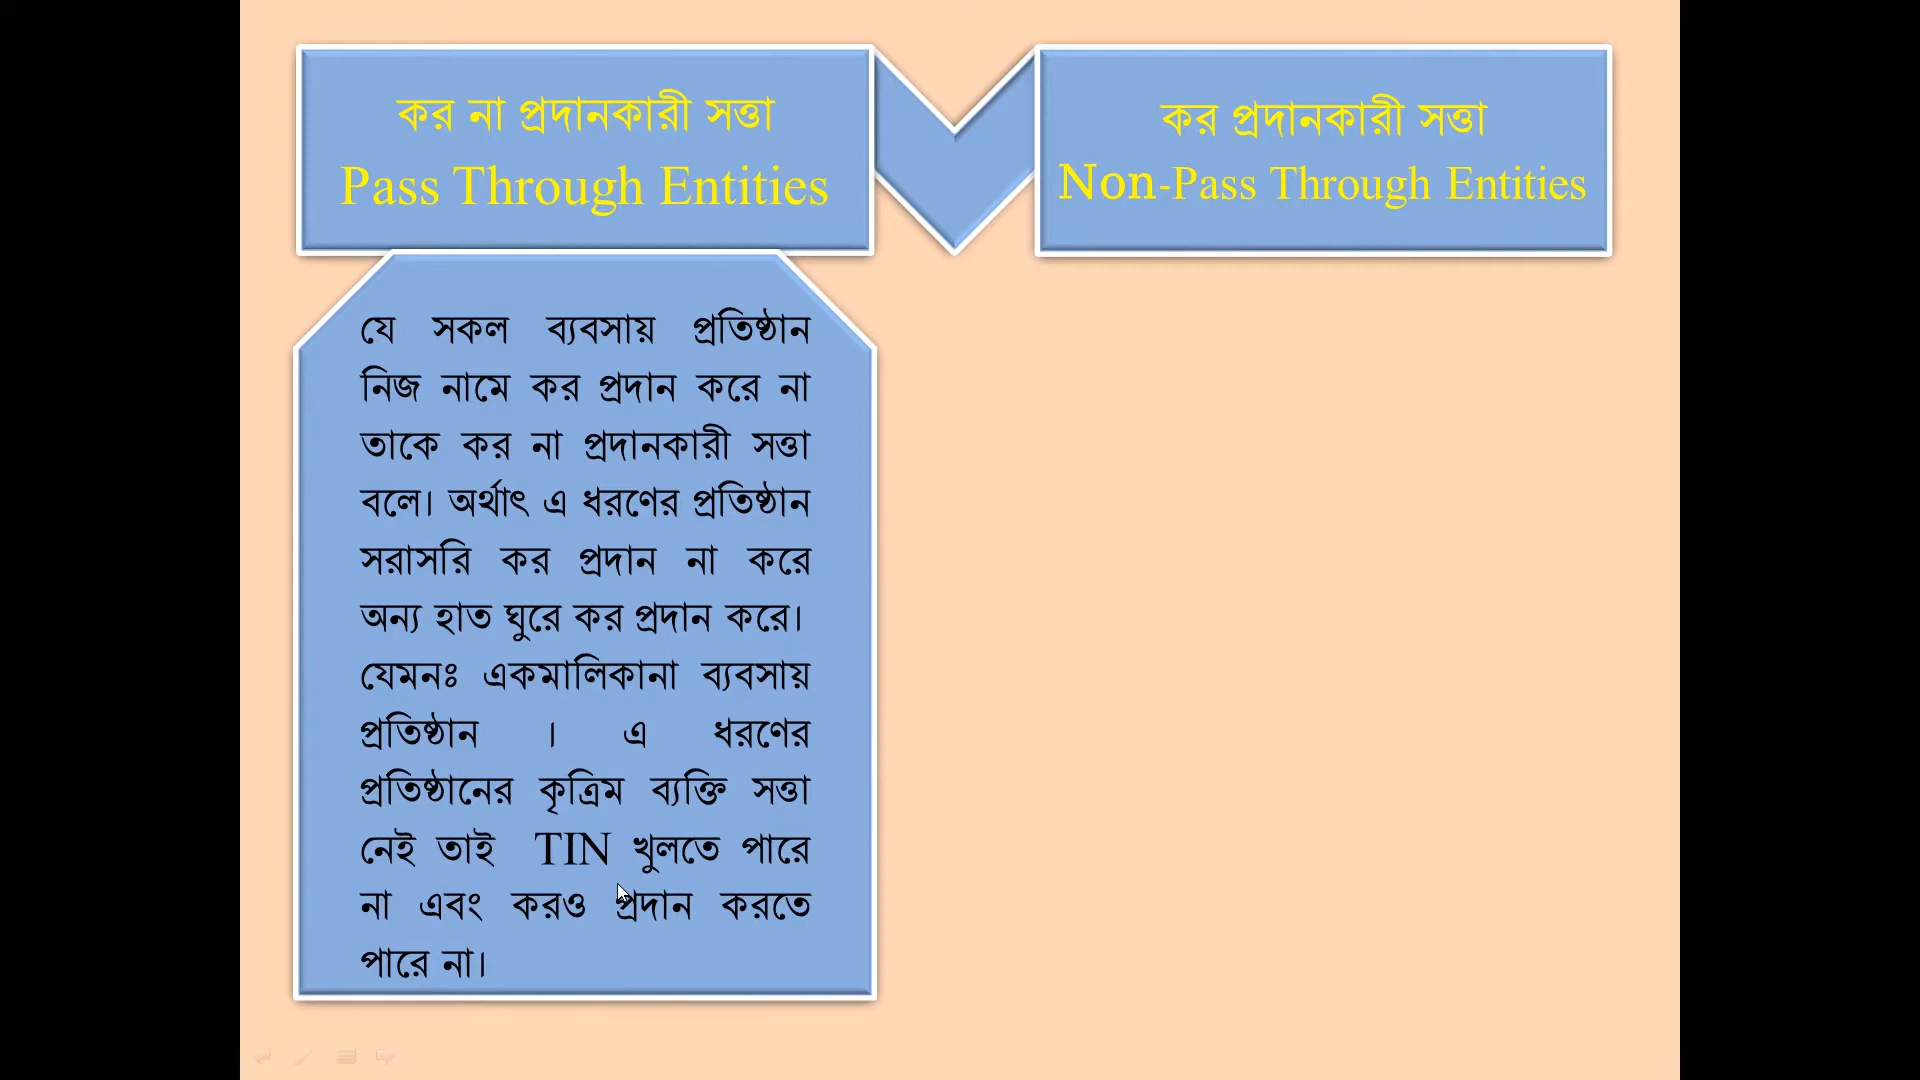 কর না প্রদানকারী সত্তা
Pass Through Entities
কর প্রদানকারী সত্তা
Non-Pass Through Entities
যে সকল ব্যবসায় প্রতিষ্ঠান
নিজ নামে কর প্রদান করে না
তাকে কর না প্রদানকারী সত্তা
বলে। অর্থাৎ এ ধরণের প্রতিষ্ঠান
সরাসরি কর প্রদান না করে
অন্য হাত ঘুরে কর প্রদান করে।
যেমনঃ একমালিকানা ব্যবসায়
প্রতিষ্ঠান । এ ধরণের
প্রতিষ্ঠানের কৃত্রিম ব্যক্তি সত্তা
নেই তাই TIN খুলতে পারে
না এবং করও প্রদান করতে
পারে না।